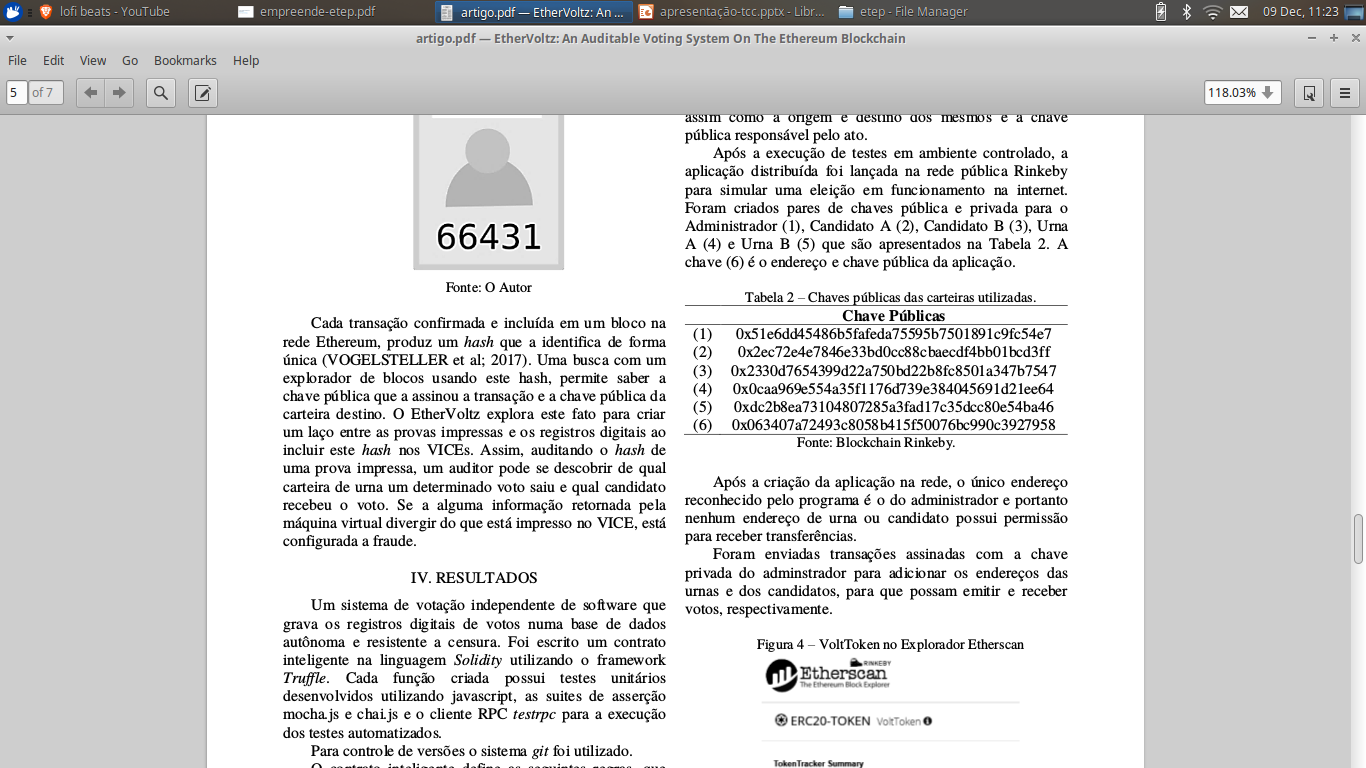 lofi beats - YouTube
empreende-etep.pdf
artigo.pdf — EtherVoltz: An ...
apresentação-tcc.pptx - Libr...
etep - File Manager
09 Dec, 11:23
artigo.pdf — EtherVoltz: An Auditable Voting System On The Ethereum Blockchain
File Edit View Go Bookmarks Help
5 of 7
118.03%
66431
Fonte: O Autor
Cada transação confirmada e incluída em um bloco na
rede Ethereum, produz um hash que a identifica de forma
única (VOGELSTELLER et al; 2017). Uma busca com um
explorador de blocos usando este hash, permite saber a
chave pública que a assinou a transação e a chave pública da
carteira destino. O EtherVoltz explora este fato para criar
um laço entre as provas impressas e os registros digitais ao
incluir este hash nos VICEs. Assim, auditando o hash de
uma prova impressa, um auditor pode se descobrir de qual
carteira de urna um determinado voto saiu e qual candidato
recebeu o voto. Se a alguma informação retornada pela
máquina virtual divergir do que está impresso no VICE, está
configurada a fraude.
IV. RESULTADOS
Um sistema de votação independente de software que
grava os registros digitais de votos numa base de dados
autônoma e resistente a censura. Foi escrito um contrato
inteligente na linguagem Solidity utilizando o framework
Truffle. Cada função criada possui testes unitários
desenvolvidos utilizando javascript, as suites de asserção
mocha.js e chai.js e o cliente RPC testrpc para a execução
dos testes automatizados.
Para controle de versões o sistema git foi utilizado.
O contrato inteligente define as seguintes regras, que
assim como a origem e destino dos mesmos e a chave
pública responsável pelo ato.
Após a execução de testes em ambiente controlado, a
aplicação distribuída foi lançada na rede pública Rinkeby
para simular uma eleição em funcionamento na internet.
Foram criados pares de chaves pública e privada para o
Administrador (1), Candidato A (2), Candidato B (3), Urna
A (4) e Urna B (5) que são apresentados na Tabela 2. A
chave (6) é o endereço e chave pública da aplicação.
Tabela 2 – Chaves públicas das carteiras utilizadas.
Chave Públicas
(1) 0x51e6dd45486b5fafeda75595b7501891c9fc54e7
(2) 0x2ec72e4e7846e33bd0cc88cbaecdf4bb01bcd3ff
(3) 0x2330d7654399d22a750bd22b8fc8501a347b7547
(4) 0x0caa969e554a35f1176d739e384045691d21ee64
(5) 0xdc2b8ea73104807285a3fad17c35dcc80e54ba46
(6) 0x063407a72493c8058b415f50076bc990c3927958
Fonte: Blockchain Rinkeby.
Após a criação da aplicação na rede, o único endereço
reconhecido pelo programa é o do administrador e portanto
nenhum endereço de urna ou candidato possui permissão
para receber transferências.
Foram enviadas transações assinadas com a chave
privada do adminstrador para adicionar os endereços das
urnas e dos candidatos, para que possam emitir e receber
votos, respectivamente.
Figura 4 – VoltToken no Explorador Etherscan
RINKEBY
Etherscan
The Ethereum Block Explorer
ERC20-TOKEN VoltToken
TokenTracker Summary